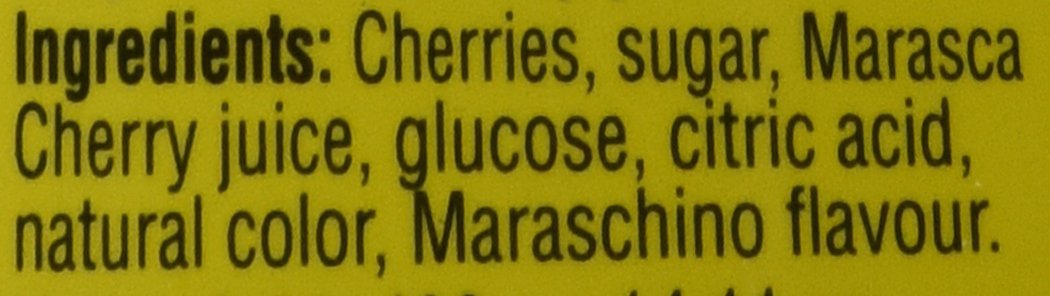 Ingredients: Cherries, sugar, Marasca
Cherry juice, glucose, citric acid,
natural color, Maraschino flavour.